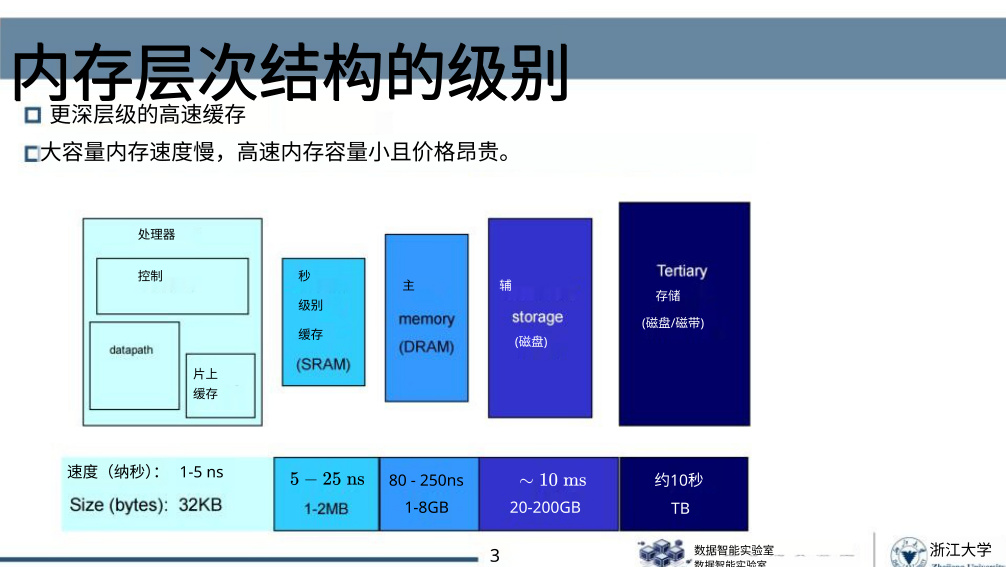 内存层次结构的级别
更深层级的高速缓存
大容量内存速度慢，高速内存容量小且价格昂贵。
处理器
控制
datapath
片上
缓存
秒
级别
缓存
(SRAM)
主
memory
(DRAM)
辅
storage
(磁盘)
Tertiary
存储
(磁盘/磁带)
速度（纳秒）： 1-5 ns 5 – 25 ns 80 - 250ns ~ 10 ms 约10秒
Size (bytes): 32KB 1-2MB 1-8GB 20-200GB TB
3
数据智能实验室
数据智能实验室
浙江大学
Zhejiang University